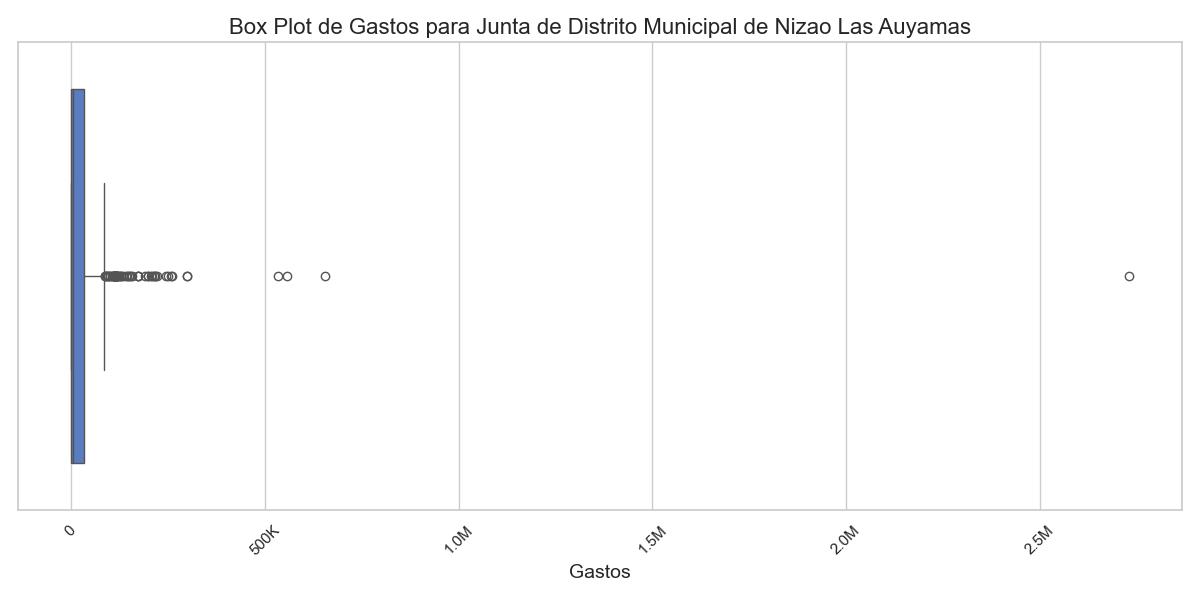 Box Plot de Gastos para Junta de Distrito Municipal de Nizao Las Auyamas
0
500K
1.0M
1.5M
2.0M
2.5M
Gastos